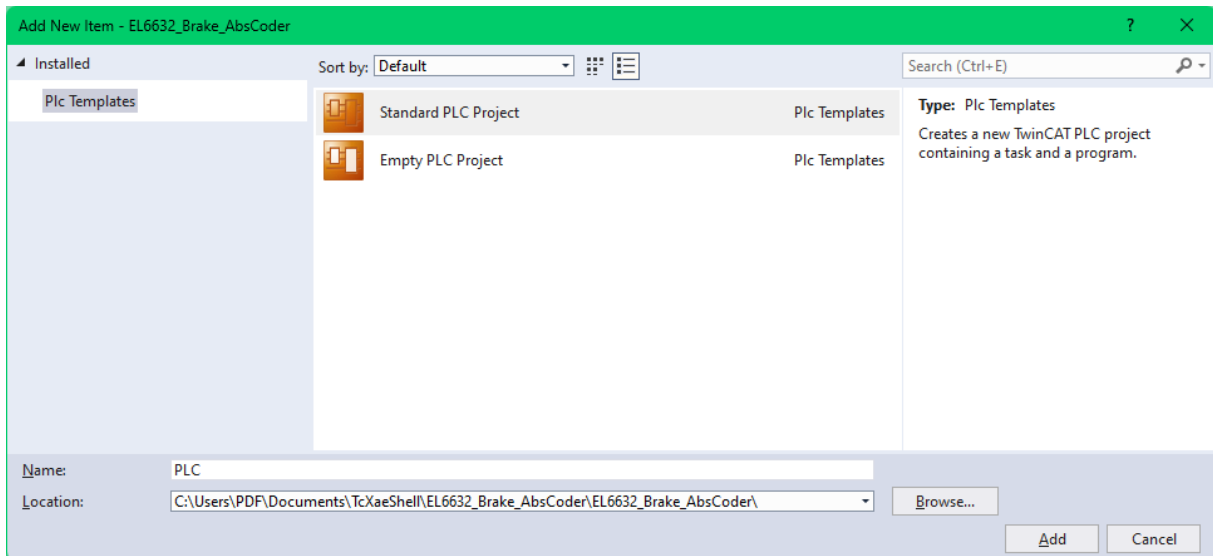 Add New Item - EL6632_Brake_AbsCoder
?
Installed
Plc Templates
Sort by: Default
Search (Ctrl+E)
Standard PLC Project Plc Templates
Empty PLC Project Plc Templates
Type: Plc Templates
Creates a new TwinCAT PLC project
containing a task and a program.
Name: PLC
Location: C:\Users\PDF\Documents\TcXaeShell\EL6632_Brake_AbsCoder\EL6632_Brake_AbsCoder\
Browse...
Add Cancel